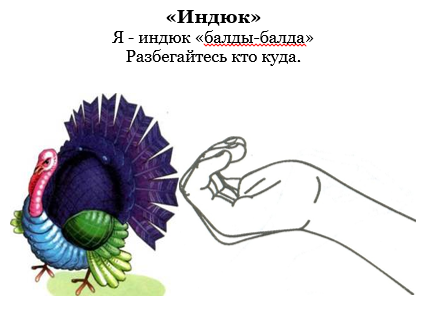 «Индюк»
Я - индюк «балды-балда»
Разбегайтесь кто куда.